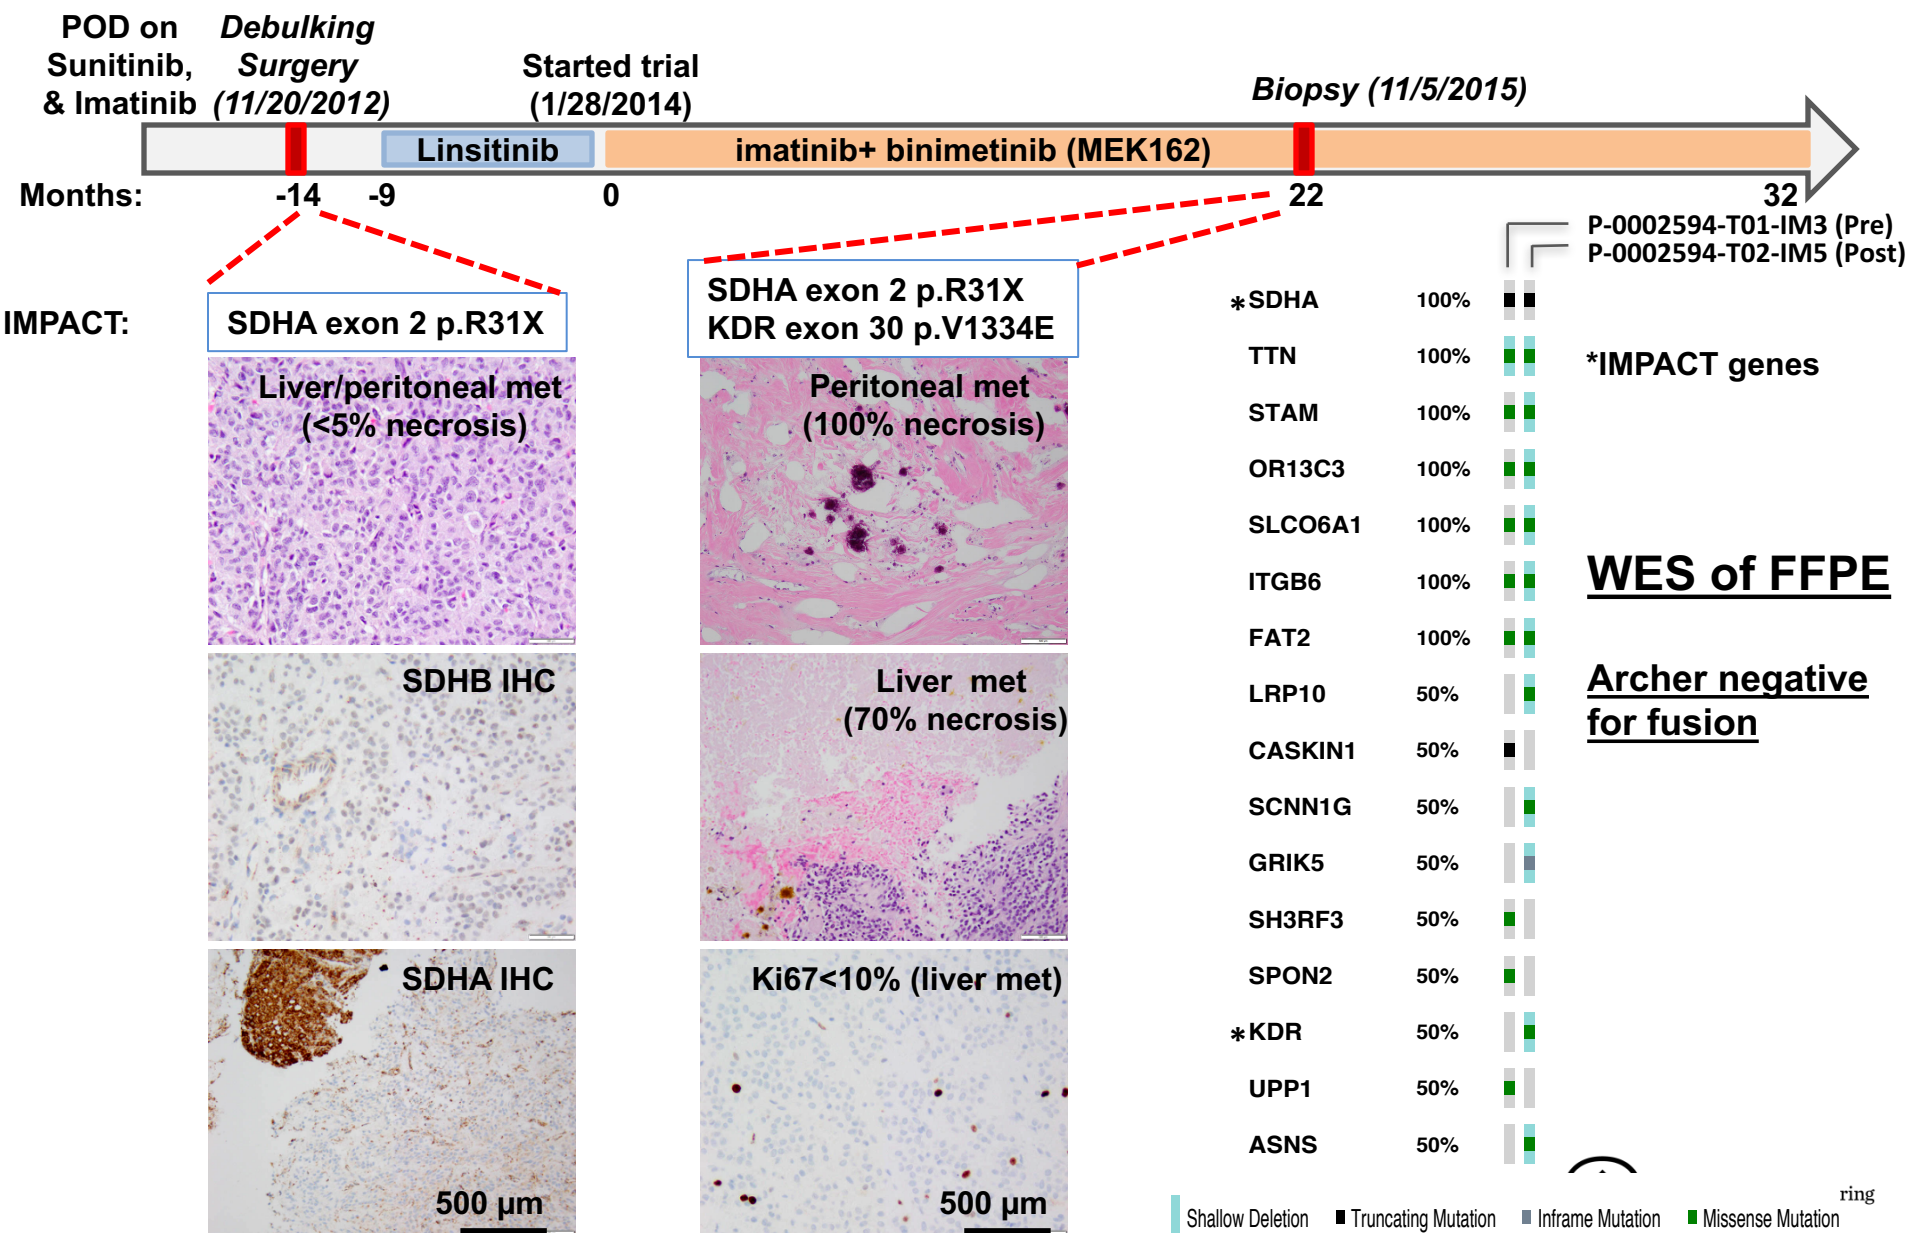 POD on
Sunitinib,
& Imatinib
Debulking
Surgery
(11/20/2012)
Started trial
(1/28/2014)
Biopsy (11/5/2015)
Linsitinib
imatinib+ binimetinib (MEK162)
Months:
-14
-9
0
22
32
P-0002594-T01-IM3 (Pre)
P-0002594-T02-IM5 (Post)
IMPACT:
SDHA exon 2 p.R31X
SDHA exon 2 p.R31X
KDR exon 30 p.V1334E
Liver/peritoneal met
(<5% necrosis)
Peritoneal met
(100% necrosis)
SDHB IHC
Liver met
(70% necrosis)
SDHA IHC
500 µm
Ki67<10% (liver met)
500 µm
*SDHA 100%
TTN 100%
STAM 100%
OR13C3 100%
SLCO6A1 100%
ITGB6 100%
FAT2 100%
LRP10 50%
CASKIN1 50%
SCNN1G 50%
GRIK5 50%
SH3RF3 50%
SPON2 50%
*KDR 50%
UPP1 50%
ASNS 50%
*IMPACT genes
WES of FFPE
Archer negative
for fusion
ring
Shallow Deletion Truncating Mutation Inframe Mutation Missense Mutation